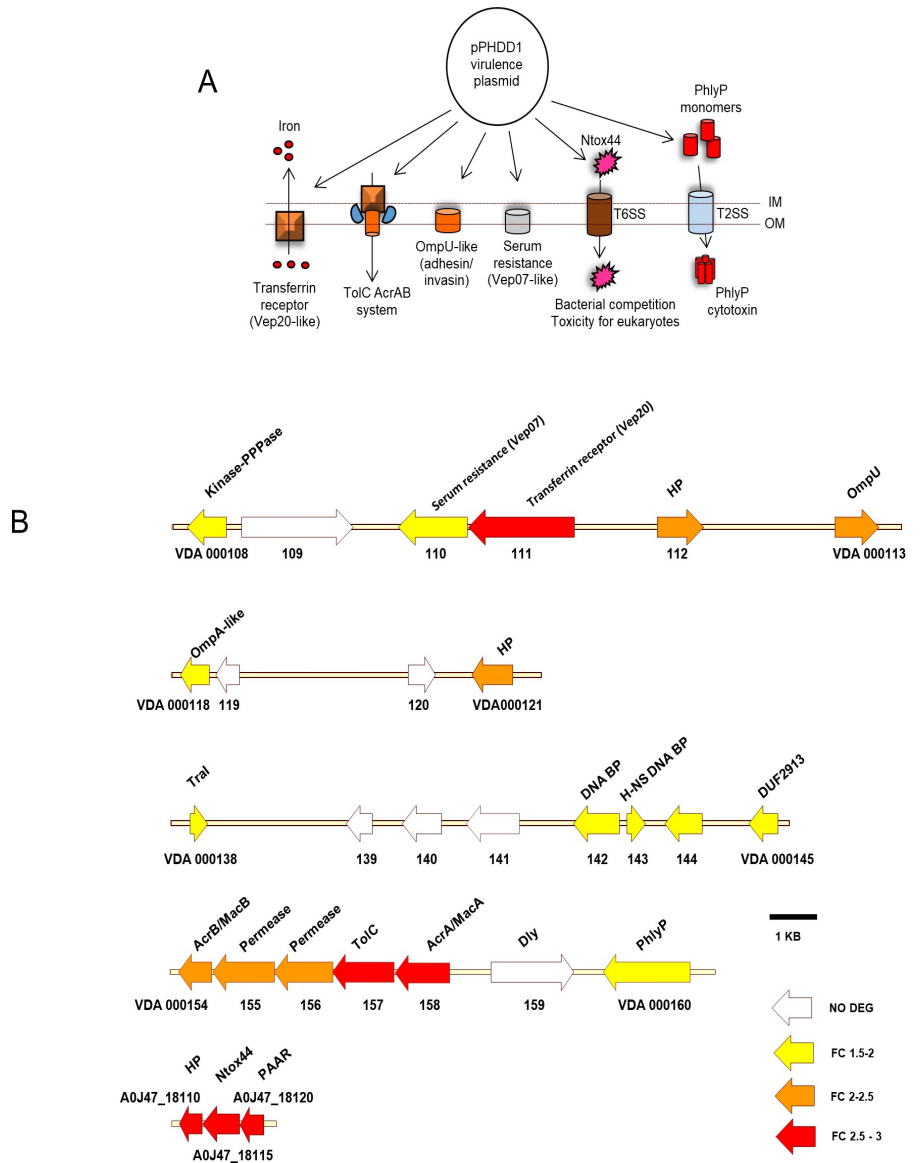 A
pPHDD1
virulence
plasmid
PhlyP
monomers
Iron
Ntox44
IM
T6SS
T2SS
OM
Transferrin
receptor
(Vep20-like)
TolC AcrAB
system
OmpU-like
(adhesin/
invasin)
Serum
resistance
(Vep07-like)
Bacterial competition
Toxicity for eukaryotes
PhlyP
cytotoxin
B
Kinase-PPPase
Serum resistance (Vep07)
Transferrin receptor (Vep20)
HP
OmpU
VDA 000108
109
110
111
112
VDA 000113
OmpA-like
HP
VDA 000118
119
120
VDA000121
TraI
DNA BP
H-NS DNA BP
DUF2913
VDA 000138
139
140
141
142
143
144
VDA 000145
AcrB/MacB
Permease
Permease
TolC
AcrA/MacA
Dly
PhlyP
VDA 000154
155
156
157
158
159
VDA 000160
1 KB
NO DEG
FC 1.5-2
FC 2-2.5
FC 2.5 - 3
HP
Ntox44
PAAR
A0J47_18110
A0J47_18120
A0J47_18115